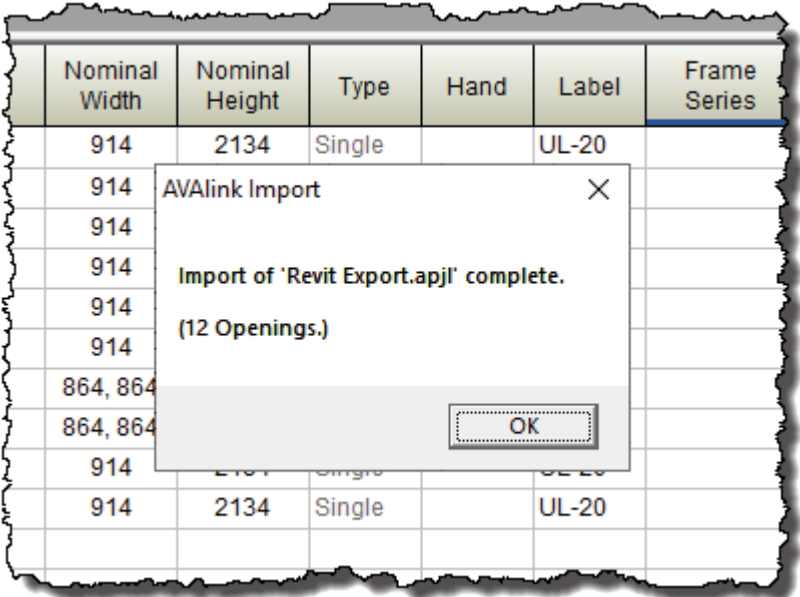 Nominal Width Nominal Height Type Hand Label Frame Series
914 2134 Single UL-20
914
AVAlink Import
914
914
Import of 'Revit Export.apjl' complete.
914
(12 Openings.)
914
864, 864
864, 864
OK
914
914 2134 Single UL-20